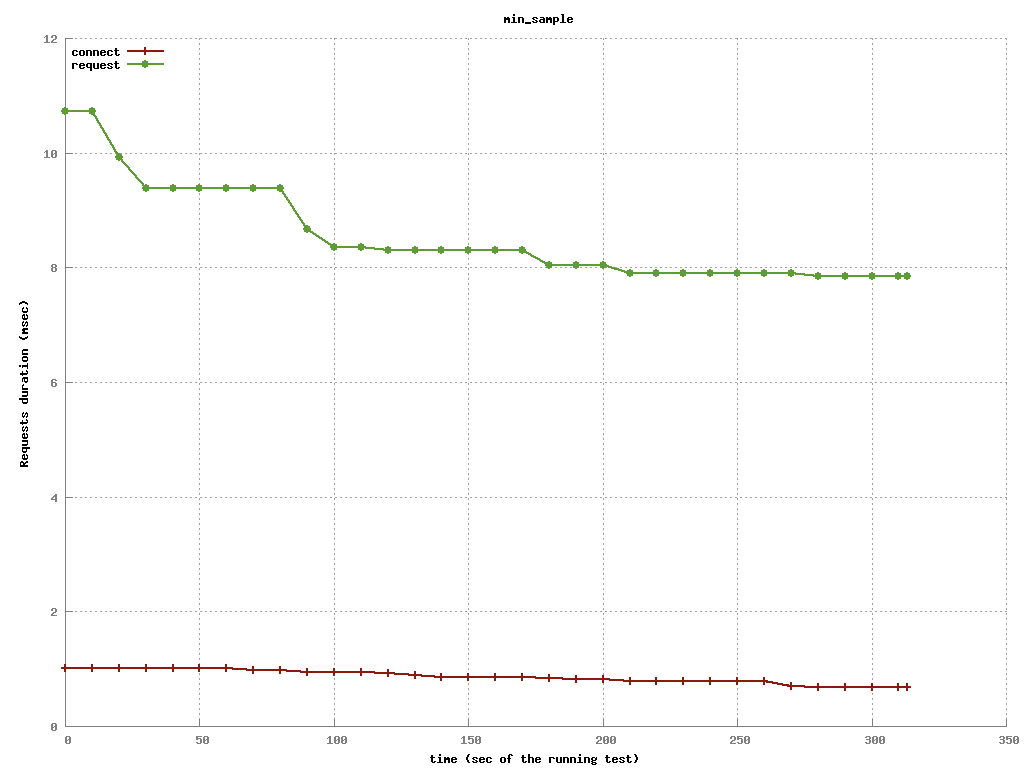 min_sample
12
connect
request
10
8
6
4
2
0
Requests duration (msec)
0 50 100 150 200 250 300 350
time (sec of the running test)